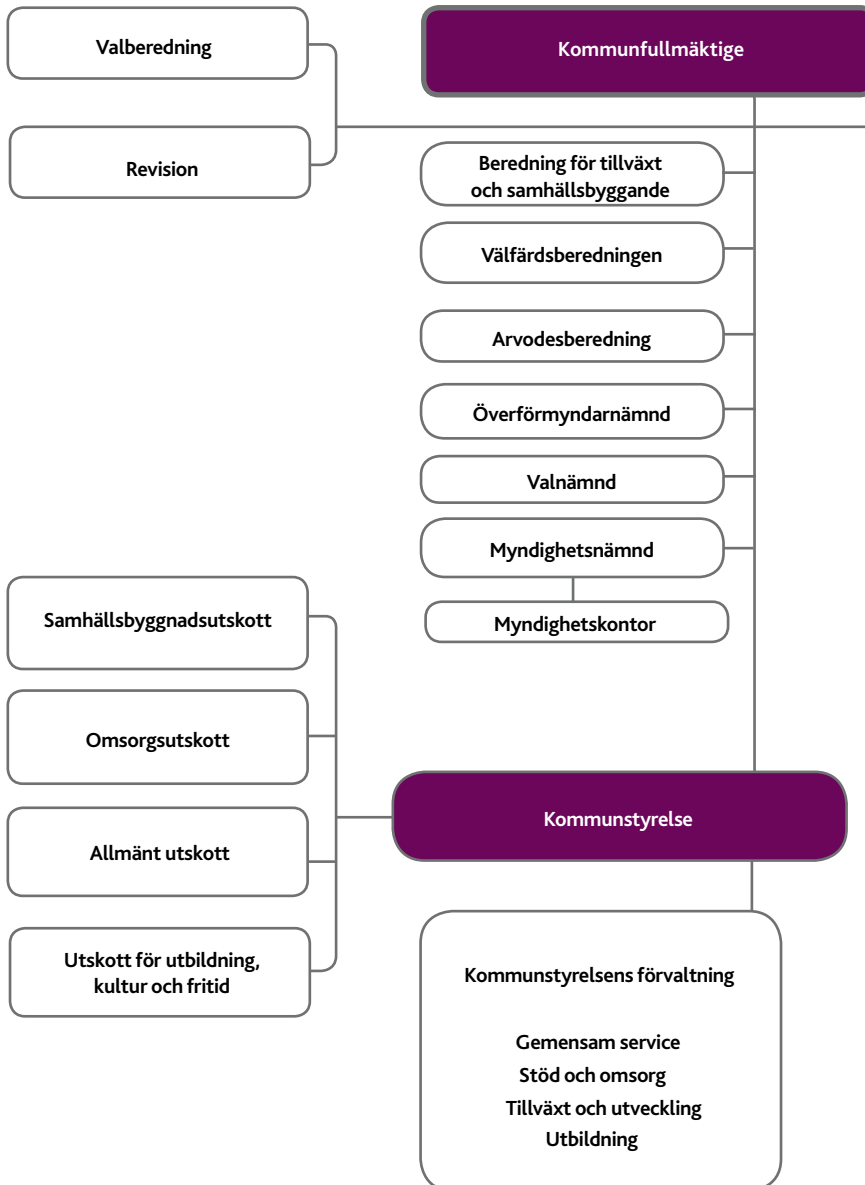 Valberedning
Kommunfullmäktige
Revision
Beredning för tillväxt
och samhällsbyggande
Välfärdsberedningen
Arvodesberedning
Överförmyndarnämnd
Valnämnd
Myndighetsnämnd
Myndighetskontor
Samhällsbyggnadsutskott
Omsorgsutskott
Allmänt utskott
Utskott för utbildning,
kultur och fritid
Kommunstyrelse
Kommunstyrelsens förvaltning
Gemensam service
Stöd och omsorg
Tillväxt och utveckling
Utbildning